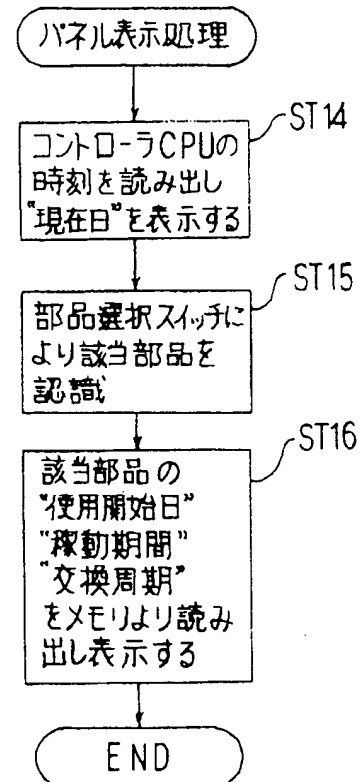 パネル表示処理
ST14
コントローラCPUの
時刻を読み出し
"現在日"を表示する
ST15
部品選択スイッチに
より該当部品を
認識
ST16
該当部品の
"使用開始日"
"稼動期間"
"交換周期"
をメモリより読み
出し表示する
END